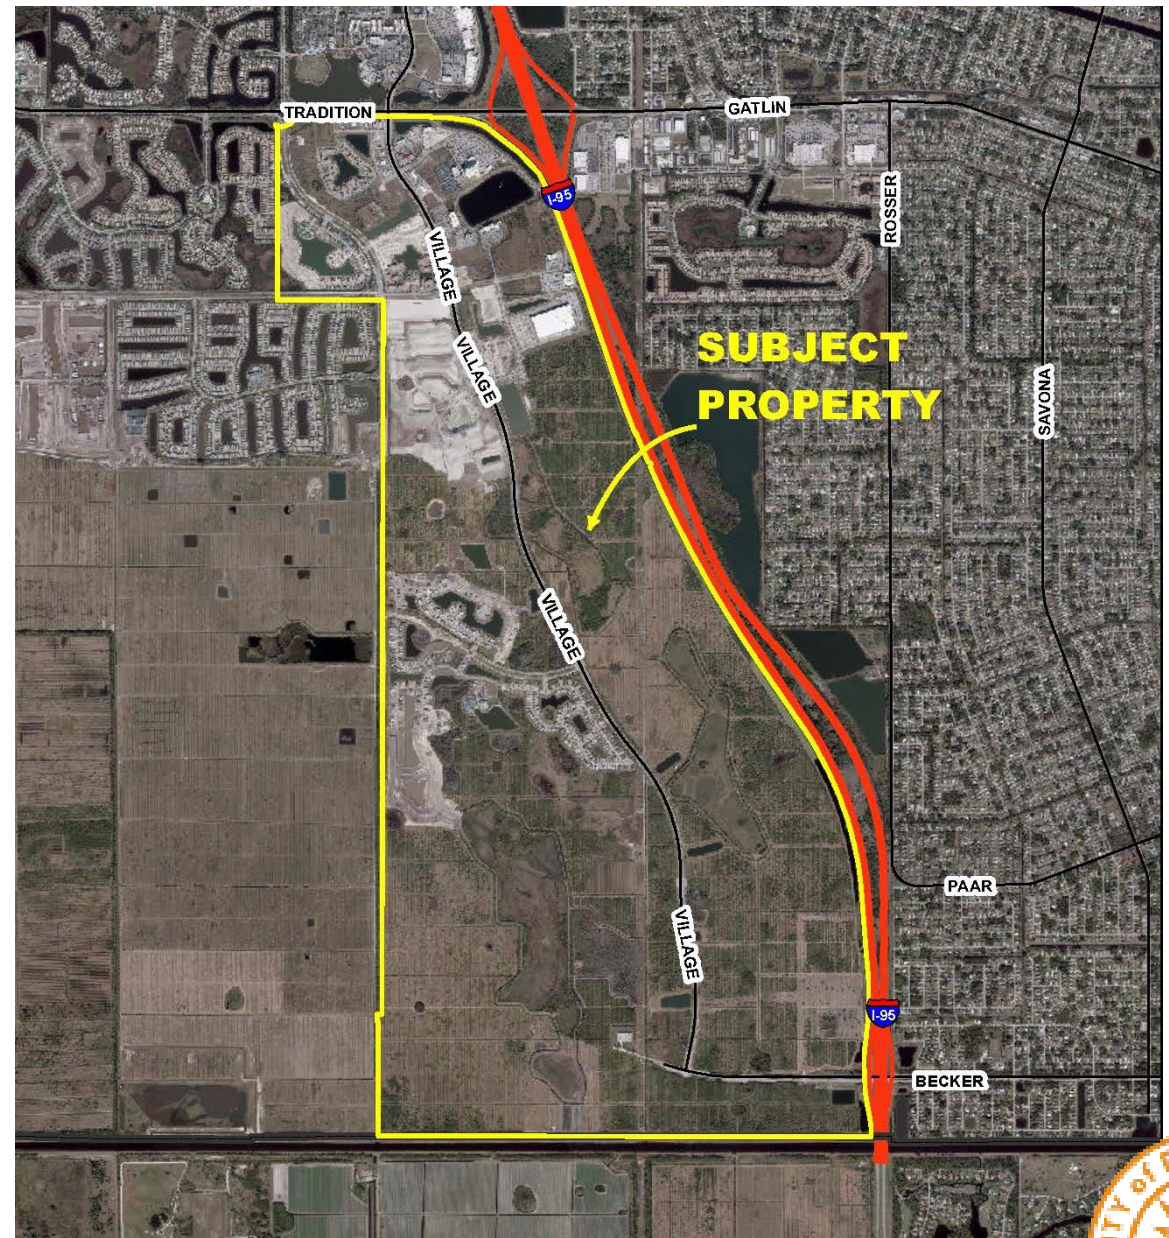 TRADITION
GATLIN
I-95
ROSSER
VILLAGE
SUBJECT
PROPERTY
VILLAGE
SAVONA
VILLAGE
PAAR
VILLAGE
I-95
BECKER